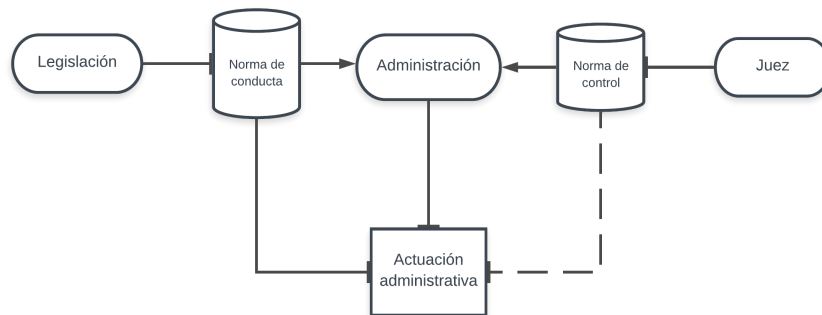 Legislación
Norma de
conducta
Administración
Norma de
control
Juez
Actuación
administrativa